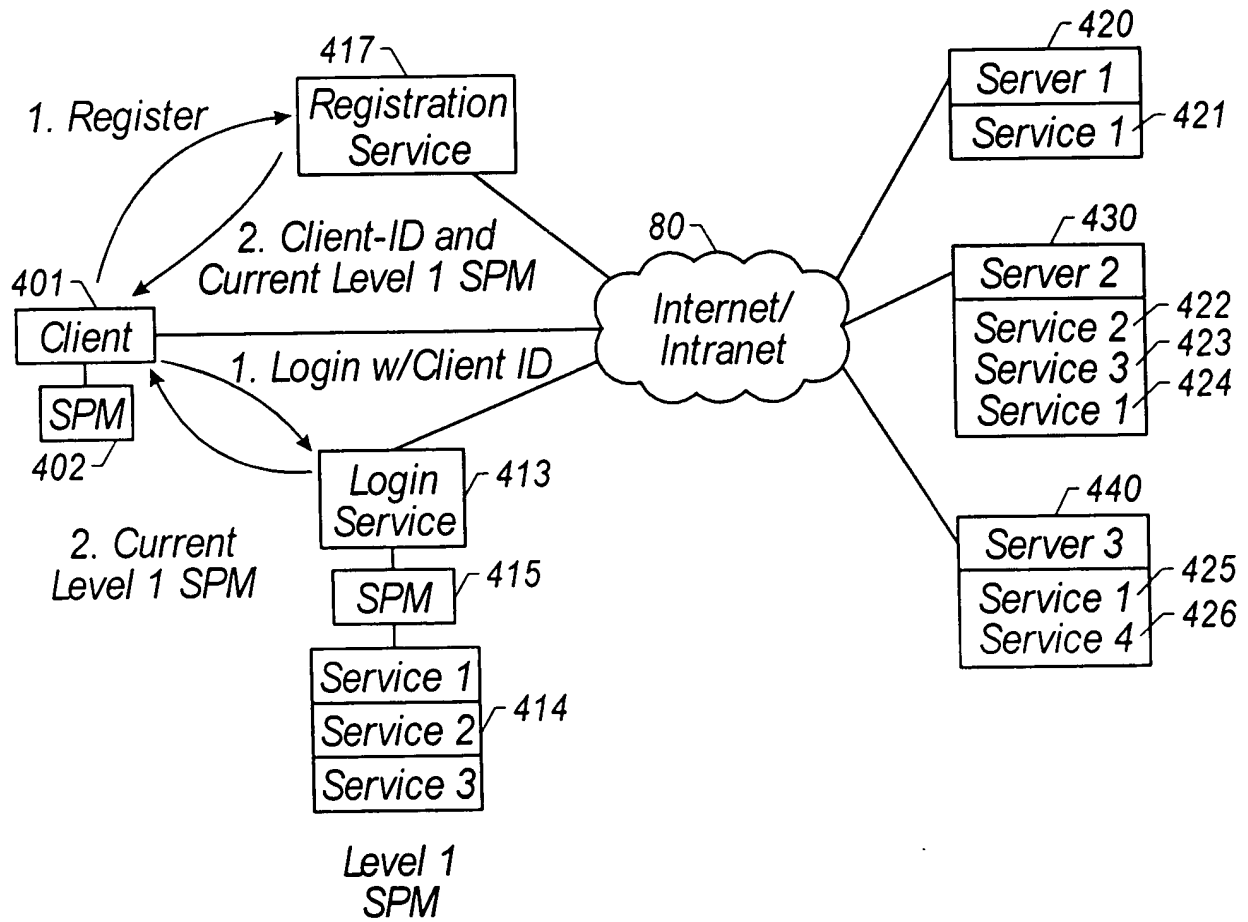 417
Registration
Service
1. Register
2. Client-ID and
Current Level 1 SPM
401
Client
SPM
402
1. Login w/Client ID
2. Current
Level 1 SPM
Login
Service
413
SPM
415
Service 1
Service 2
Service 3
414
Level 1
SPM
80
Internet/
Intranet
420
Server 1
Service 1
421
430
Server 2
Service 2
422
Service 3
423
Service 1
424
440
Server 3
Service 1
425
Service 4
426